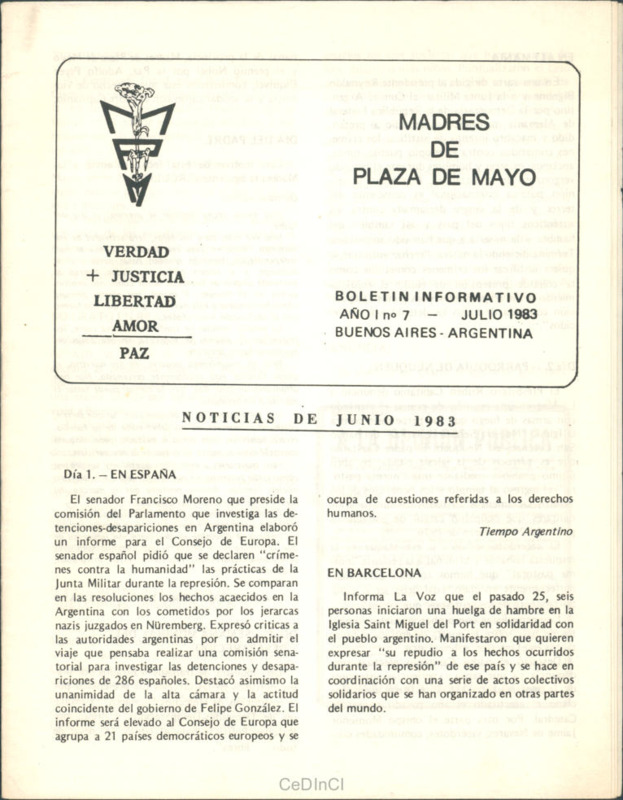 MADRES
DE
PLAZA DE MAYO
VERDAD
+ JUSTICIA
LIBERTAD
AMOR
PAZ
BOLETIN INFORMATIVO
AÑO I nº 7 — JULIO 1983
BUENOS AIRES - ARGENTINA
NOTICIAS DE JUNIO 1983
Día 1. — EN ESPAÑA
El senador Francisco Moreno que preside la
comisión del Parlamento que investiga las de-
tenciones-desapariciones en Argentina elaboró
un informe para el Consejo de Europa. El
senador español pidió que se declaren "críme-
nes contra la humanidad" las prácticas de la
Junta Militar durante la represión. Se comparan
en las resoluciones los hechos acaecidos en la
Argentina con los cometidos por los jerarcas
nazis juzgados en Nüremberg. Expresó criticas a
las autoridades argentinas por no admitir el
viaje que pensaba realizar una comisión sena-
torial para investigar las detenciones y desapa-
riciones de 286 españoles. Destacó asimismo la
unanimidad de la alta cámara y la actitud
coincidente del gobierno de Felipe González. El
informe será elevado al Consejo de Europa que
agrupa a 21 países democráticos europeos y se
ocupa de cuestiones referidas a los derechos
humanos.
Tiempo Argentino
EN BARCELONA
Informa La Voz que el pasado 25, seis
personas iniciaron una huelga de hambre en la
Iglesia Saint Miguel del Port en solidaridad con
el pueblo argentino. Manifestaron que quieren
expresar "su repudio a los hechos ocurridos
durante la represión" de ese país y se hace en
coordinación con una serie de actos colectivos
solidarios que se han organizado en otras partes
del mundo.
CeDInCI